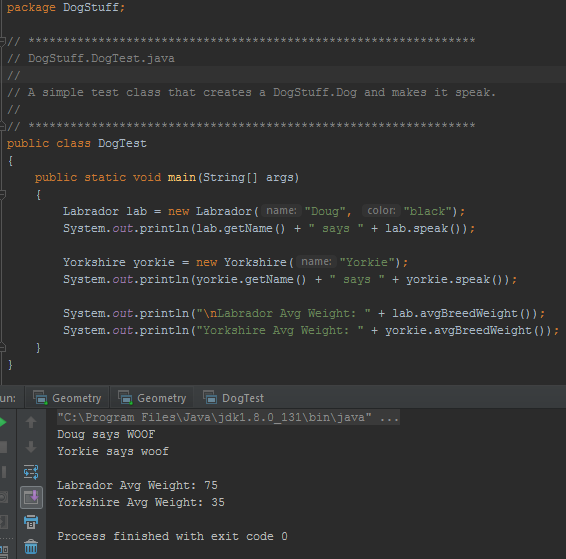 package DogStuff;
// ****************************************************************
// DogStuff.DogTest.java
//
// A simple test class that creates a DogStuff.Dog and makes it speak.
//
// ****************************************************************
public class DogTest
{
public static void main(String[] args)
{
Labrador lab = new Labrador( name: "Doug", color: "black");
System.out.println(lab.getName() + " says " + lab.speak());
Yorkshire yorkie = new Yorkshire( name: "Yorkie");
System.out.println(yorkie.getName() + " says " + yorkie.speak());
System.out.println("\nLabrador Avg Weight: " + lab.avgBreedWeight());
System.out.println("Yorkshire Avg Weight: " + yorkie.avgBreedWeight());
}
}
un: Geometry Geometry DogTest
"C:\Program Files\Java\jdk1.8.0_131\bin\java" ...
Doug says WOOF
Yorkie says woof
Labrador Avg Weight: 75
Yorkshire Avg Weight: 35
Process finished with exit code 0